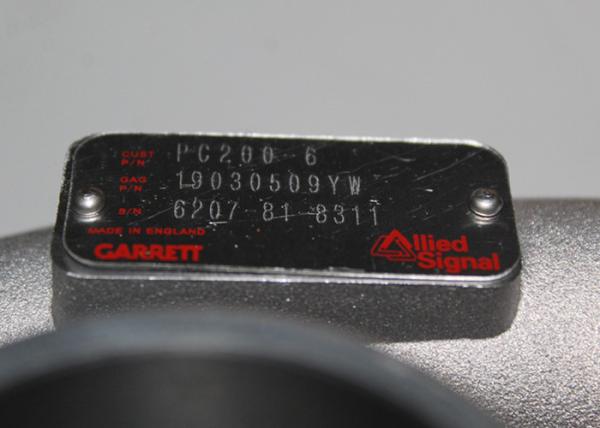 CUST P/N PC200-6
GAG P/N 19030509YW
S/N 6207-81-8311
MADE IN ENGLAND
GARRETT
Allied Signal